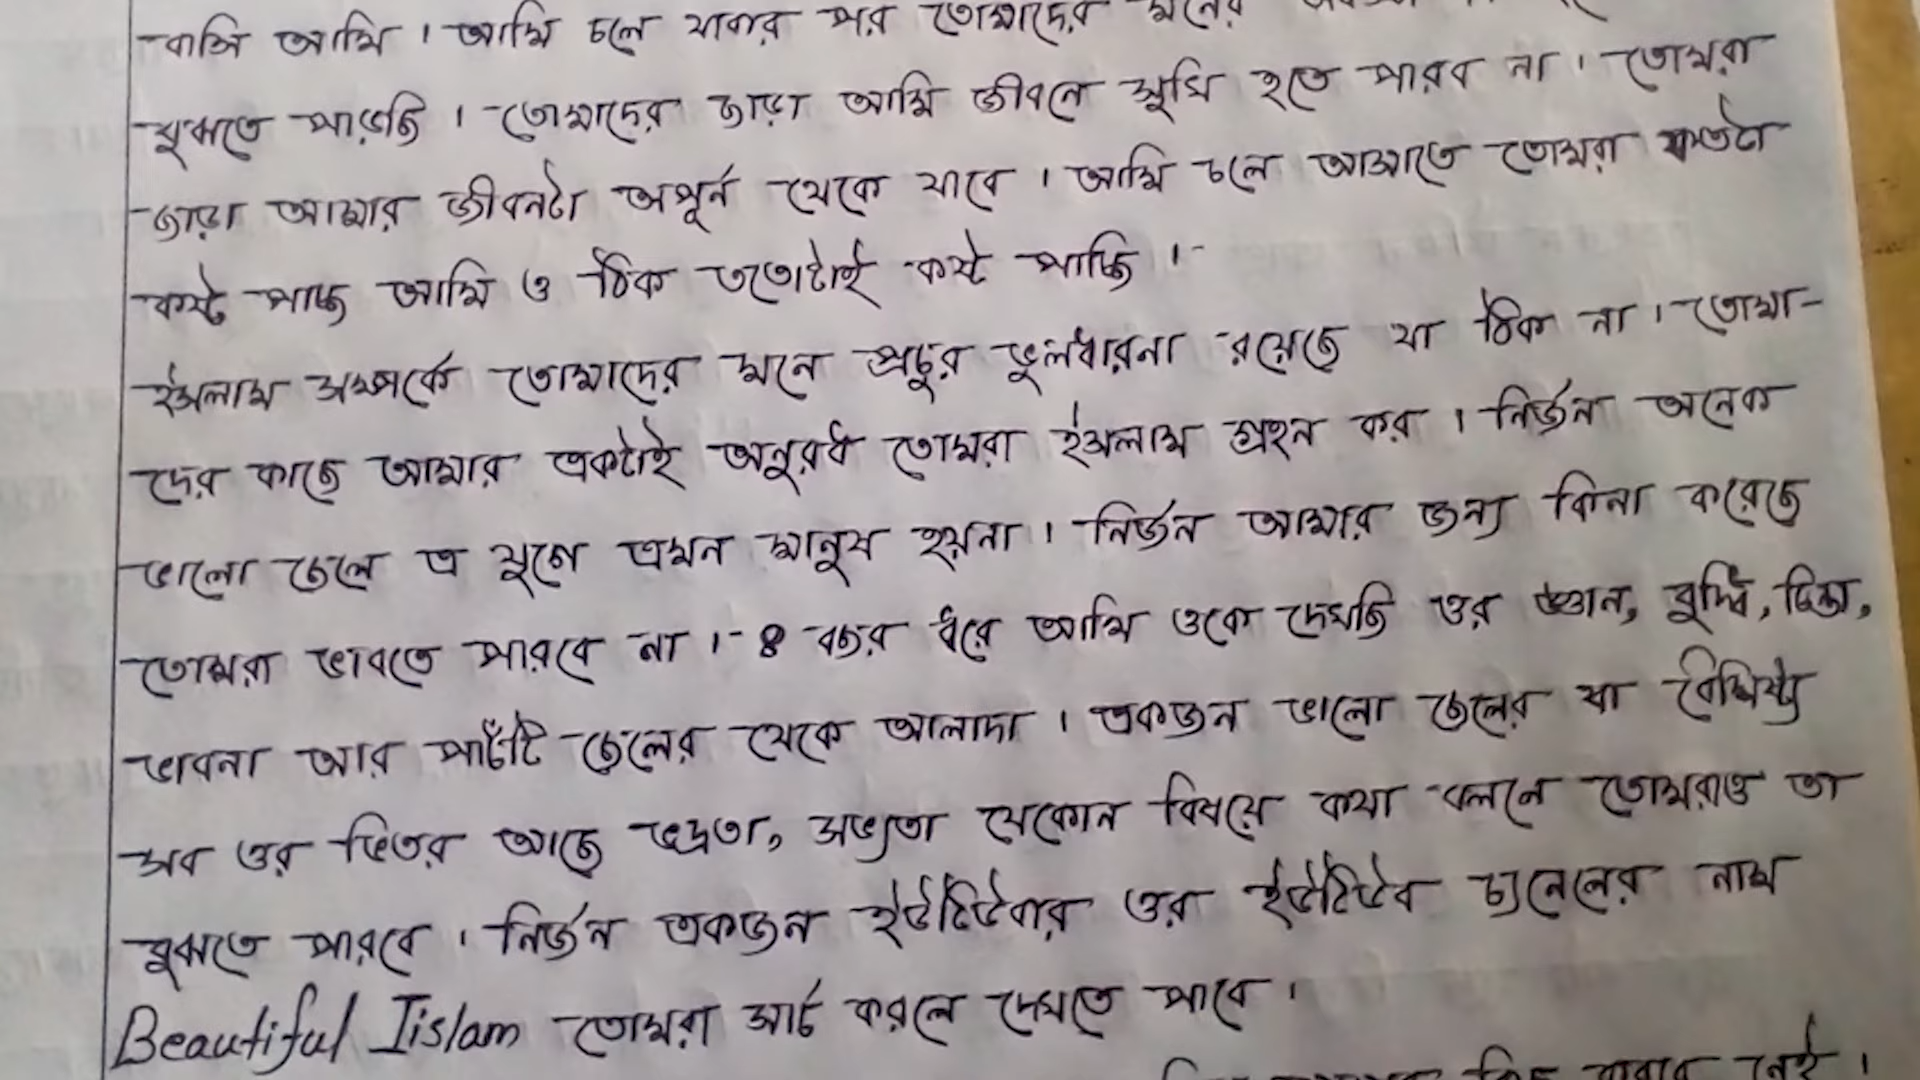 বাসি আমি । আমি চলে যাবার পর তোমাদের মনের
বুঝতে পাড়ছি । তোমাদের ছাড়া আমি জীবনে সুখি হতে পারব না । তোমরা
ছাড়া আমার জীবনটা অপূর্ন থেকে যাবে । আমি চলে আসাতে তোমরা কতটা
কষ্ট পাচ্ছ আমি ও ঠিক ততোটাই কষ্ট পাচ্ছি ।
ইসলাম সম্পর্কে তোমাদের মনে প্রচুর ভুলধারনা রয়েছে যা ঠিক না । তোমা-
দের কাছে আমার একটাই অনুরধ তোমরা ইসলাম গ্রহন কর । নির্জনা অনেক
ভালো ছেলে এ যুগে এমন মানুষ হয়না । নির্জন আমার জন্য কিনা করেছে
তোমরা ভাবতে পারবে না । ৪ বছর ধরে আমি ওকে দেখছি ওর জ্ঞান, বুদ্ধি, চিন্তা,
ভাবনা আর পাঁচটি ছেলের থেকে আলাদা । একজন ভালো ছেলের যা বৈশিষ্ট্য
সব ওর ভিতর আছে ভদ্রতা, সভ্যতা যেকোন বিষয়ে কথা বললে তোমরাও তা
বুঝতে পারবে । নির্জন একজন ইউটিউবার ওর ইউটিউব চ্যানেলের নাম
Beautiful Iislam তোমরা সার্চ করলে দেখতে পাবে ।
নেই ।